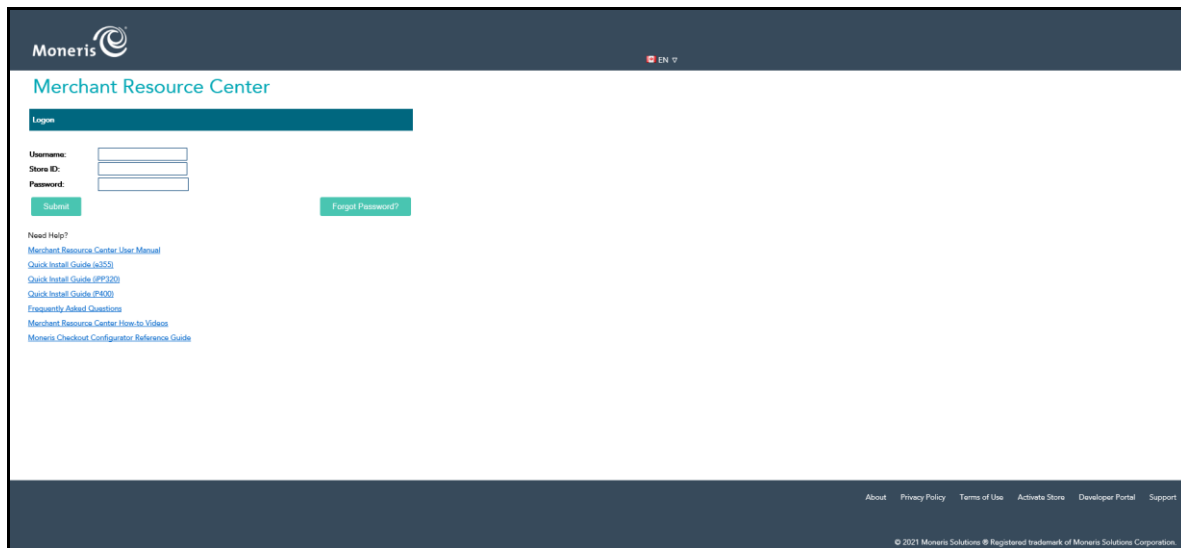 Moneris
EN
Merchant Resource Center
Logon
Username:
Store ID:
Password:
Submit Forgot Password?
Need Help?
Merchant Resource Center User Manual
Quick Install Guide (e355)
Quick Install Guide (iPP320)
Quick Install Guide (P400)
Frequently Asked Questions
Merchant Resource Center How-to Videos
Moneris Checkout Configurator Reference Guide
About Privacy Policy Terms of Use Activate Store Developer Portal Support
© 2021 Moneris Solutions ® Registered trademark of Moneris Solutions Corporation.